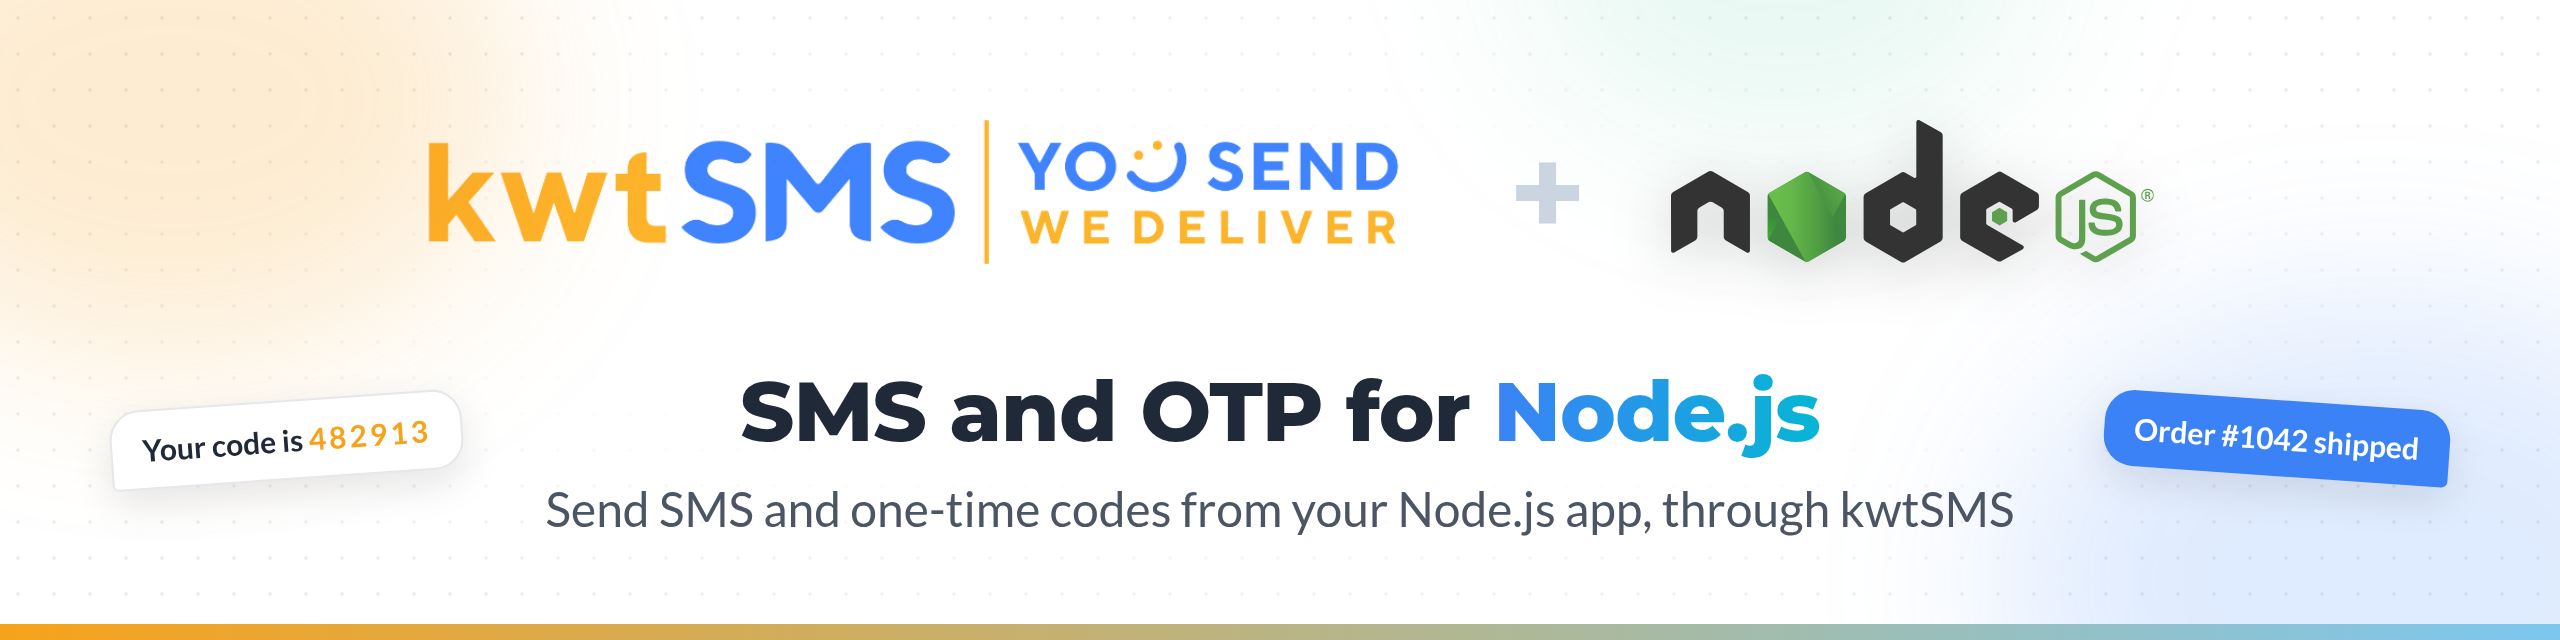 kwtSMS
YOU SEND
WE DELIVER
+
node JS ®
SMS and OTP for Node.js
Your code is 482913
Order #1042 shipped
Send SMS and one-time codes from your Node.js app, through kwtSMS